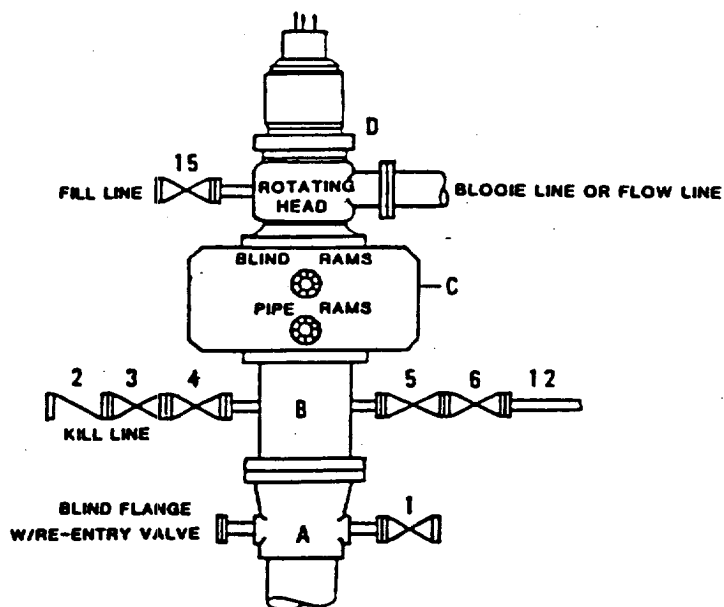 D
15
FILL LINE
ROTATING
HEAD
BLOOIE LINE OR FLOW LINE
BLIND RAMS
C
PIPE RAMS
2 3 4
5 6 12
B
KILL LINE
1
BLIND FLANGE
W/RE-ENTRY VALVE
A